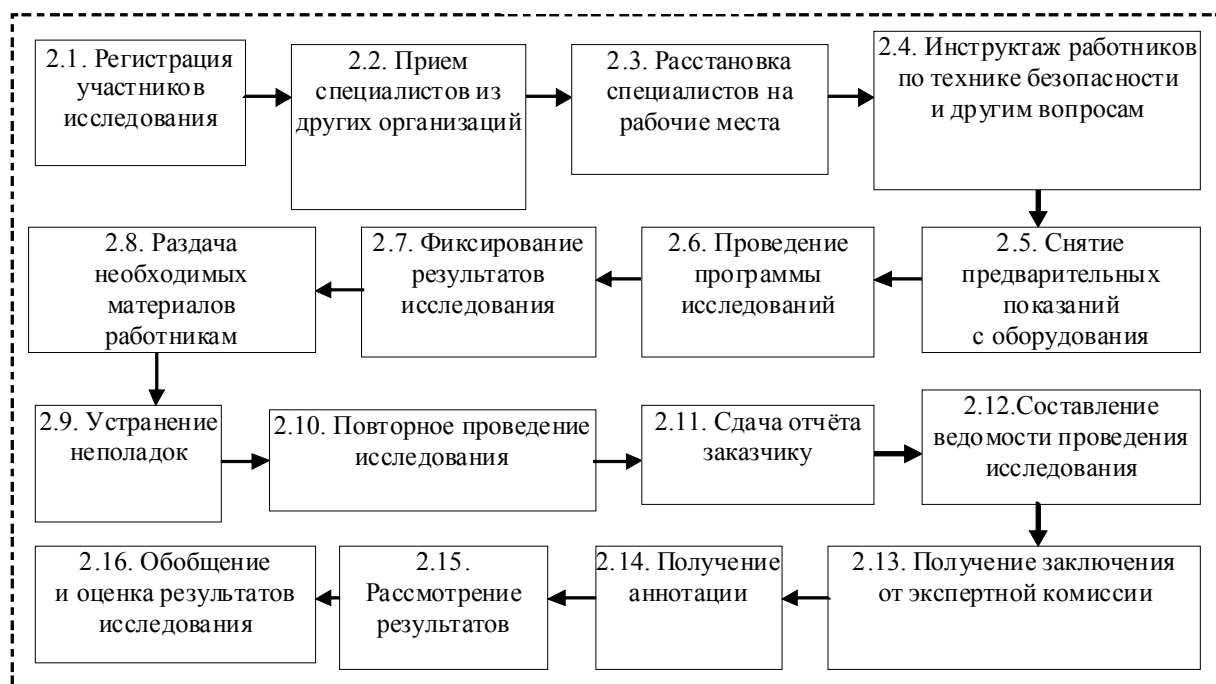 2.1. Регистрация
участников
исследования
2.2. Прием
специалистов из
других организаций
2.3. Расстановка
специалистов на
рабочие места
2.4. Инструктаж работников
по технике безопасности
и другим вопросам
2.5. Снятие
предварительных
показаний
с оборудования
2.6. Проведение
программы
исследований
2.7. Фиксирование
результатов
исследования
2.8. Раздача
необходимых
материалов
работникам
2.9. Устранение
неполадок
2.10. Повторное проведение
исследования
2.11. Сдача отчёта
заказчику
2.12.Составление
ведомости проведения
исследования
2.13. Получение заключения
от экспертной комиссии
2.14. Получение
аннотации
2.15.
Рассмотрение
результатов
2.16. Обобщение
и оценка результатов
исследования